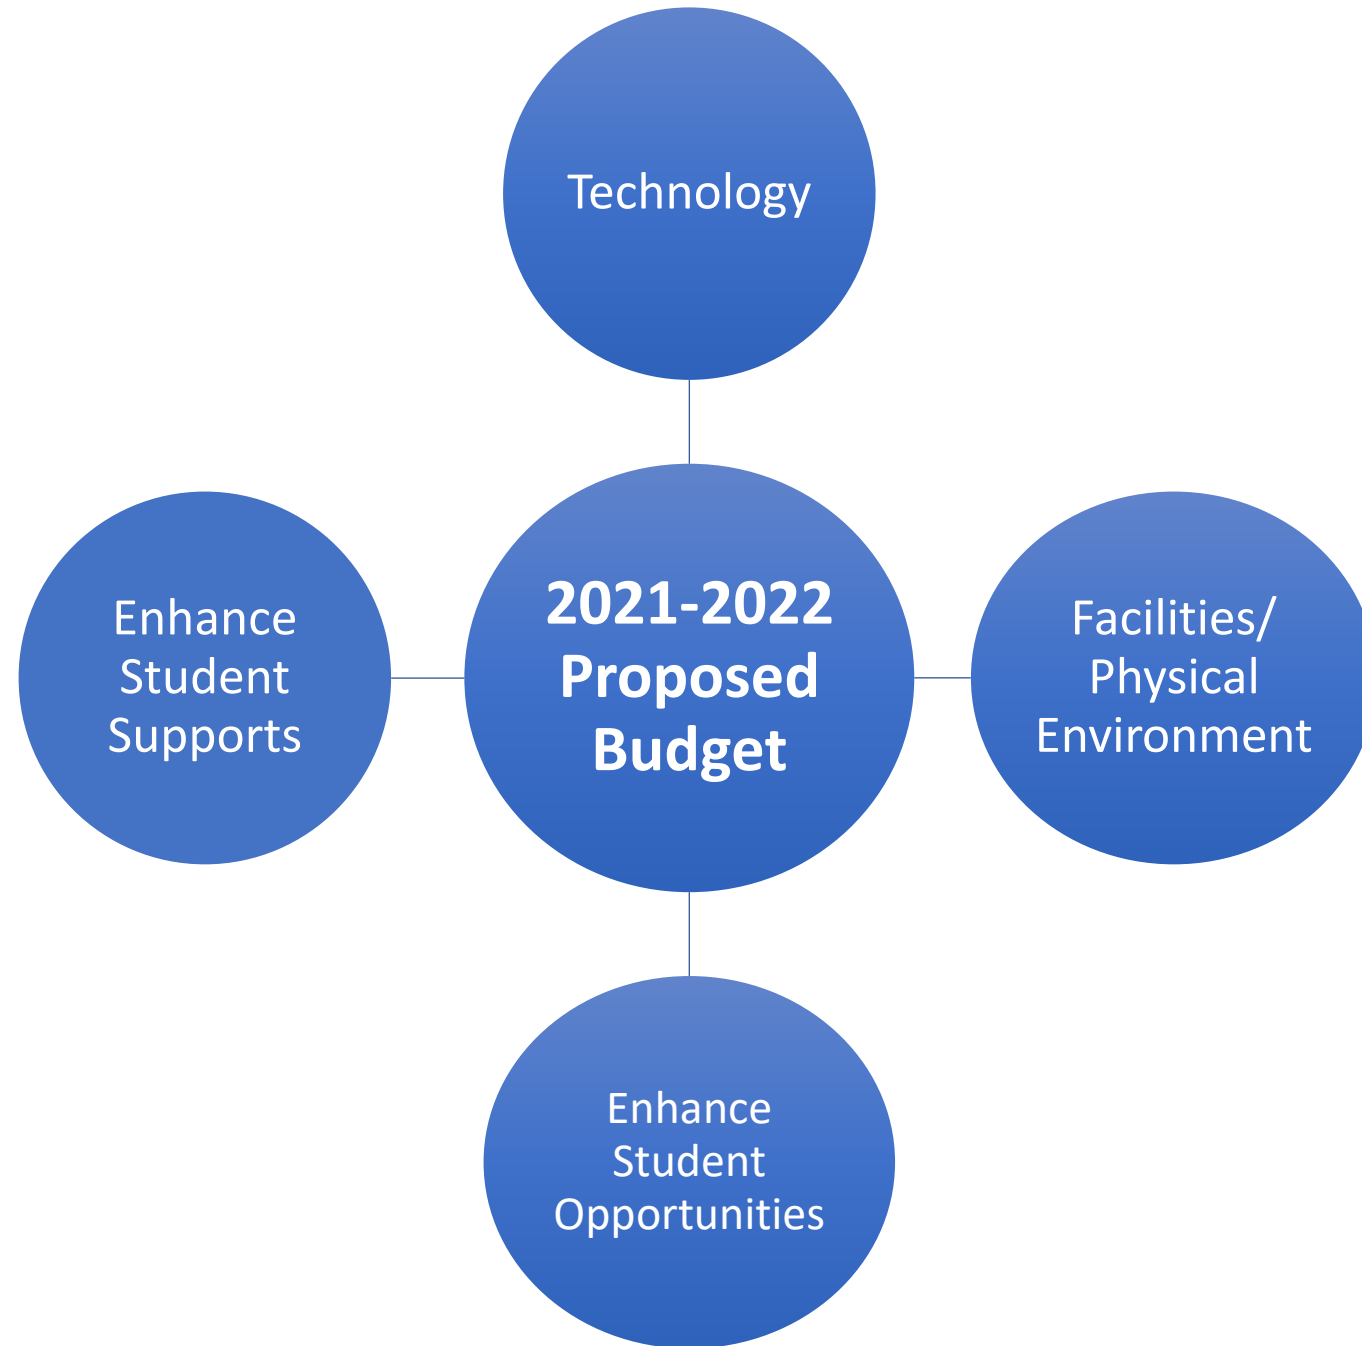 Technology
Enhance
Student
Supports
2021-2022
Proposed
Budget
Facilities/
Physical
Environment
Enhance
Student
Opportunities